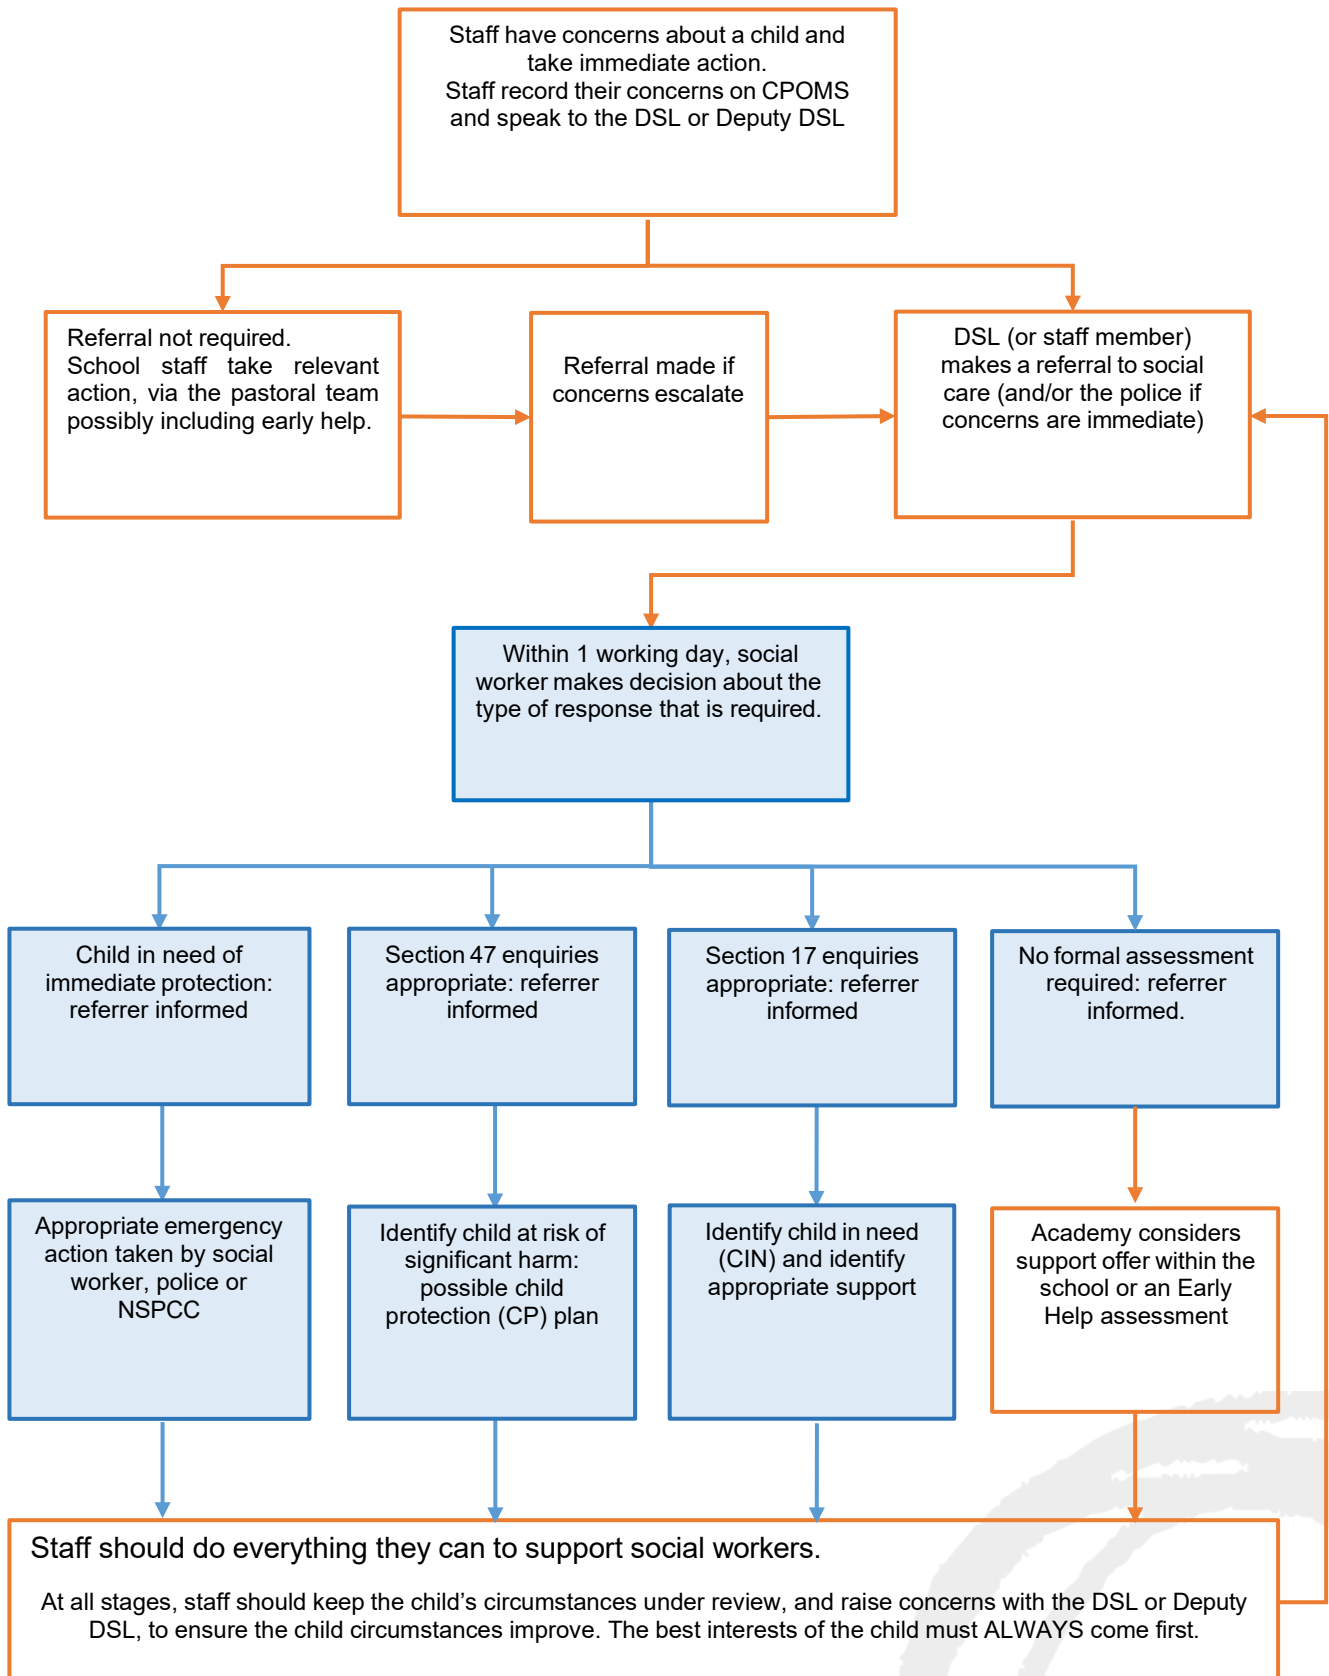 Staff have concerns about a child and
take immediate action.
Staff record their concerns on CPOMS
and speak to the DSL or Deputy DSL
Referral not required.
School staff take relevant
action, via the pastoral team
possibly including early help.
Referral made if
concerns escalate
DSL (or staff member)
makes a referral to social
care (and/or the police if
concerns are immediate)
Within 1 working day, social
worker makes decision about the
type of response that is required.
Child in need of
immediate protection:
referrer informed
Section 47 enquiries
appropriate: referrer
informed
Section 17 enquiries
appropriate: referrer
informed
No formal assessment
required: referrer
informed.
Appropriate emergency
action taken by social
worker, police or
NSPCC
Identify child at risk of
significant harm:
possible child
protection (CP) plan
Identify child in need
(CIN) and identify
appropriate support
Academy considers
support offer within the
school or an Early
Help assessment
Staff should do everything they can to support social workers.
At all stages, staff should keep the child’s circumstances under review, and raise concerns with the DSL or Deputy
DSL, to ensure the child circumstances improve. The best interests of the child must ALWAYS come first.